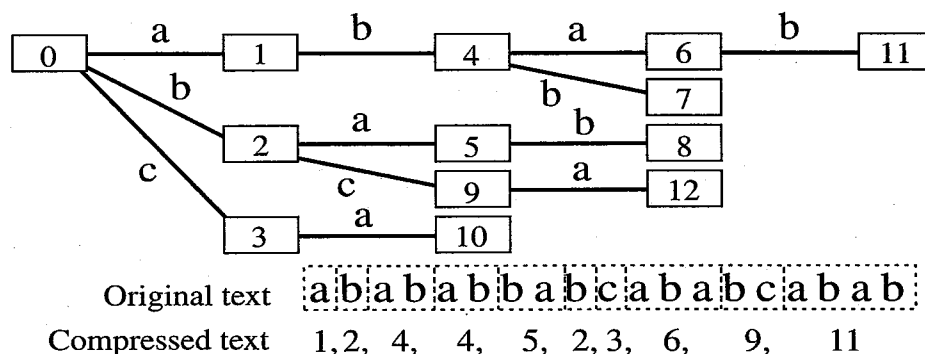 a b a b
0 1 4 6 11
b b 7
a b
2 5 8
c c a
9 12
a
3 10
Original text a b a b a b b a b c a b a b c a b a b
Compressed text 1, 2, 4, 4, 5, 2, 3, 6, 9, 11